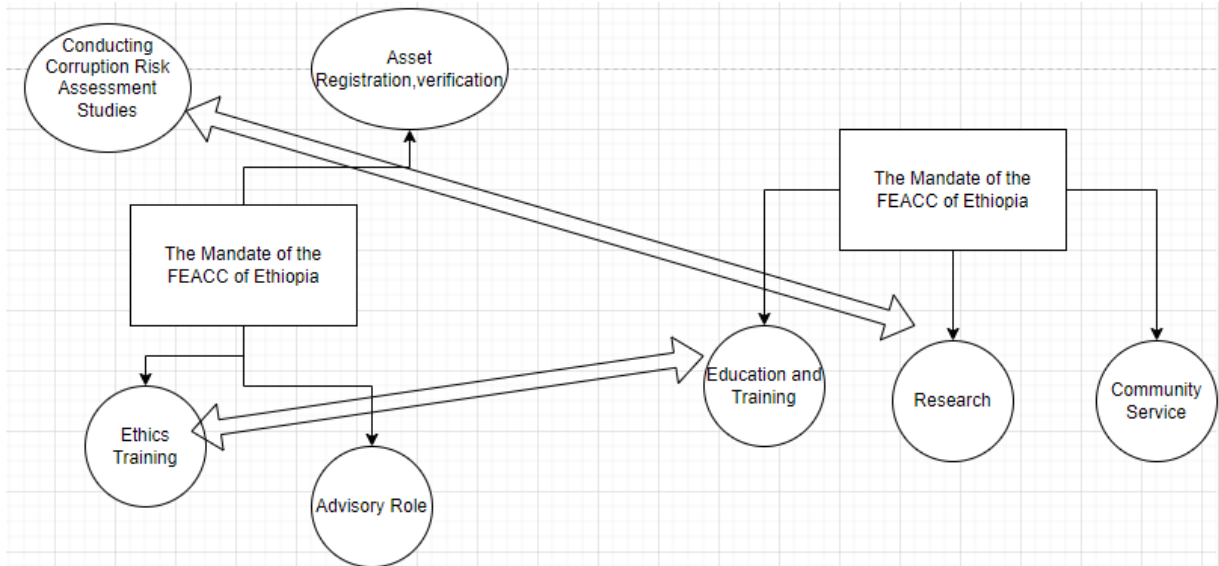 Conducting
Corruption Risk
Assessment
Studies
Asset
Registration,verification
The Mandate of the
FEACC of Ethiopia
The Mandate of the
FEACC of Ethiopia
Ethics
Training
Advisory Role
Education and
Training
Research
Community
Service